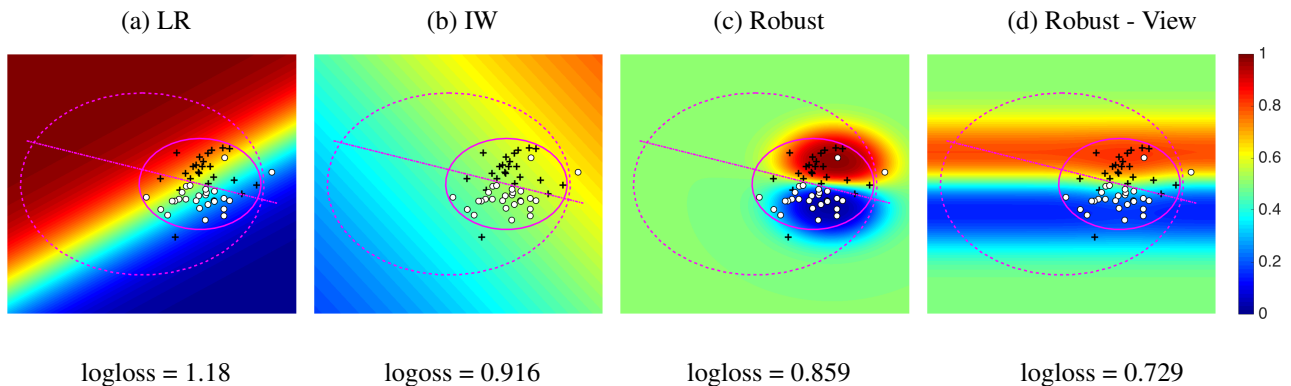 (a) LR
(b) IW
(c) Robust
(d) Robust - View
1
0.8
0.6
0.4
0.2
0
logloss = 1.18
logoss = 0.916
logloss = 0.859
logloss = 0.729